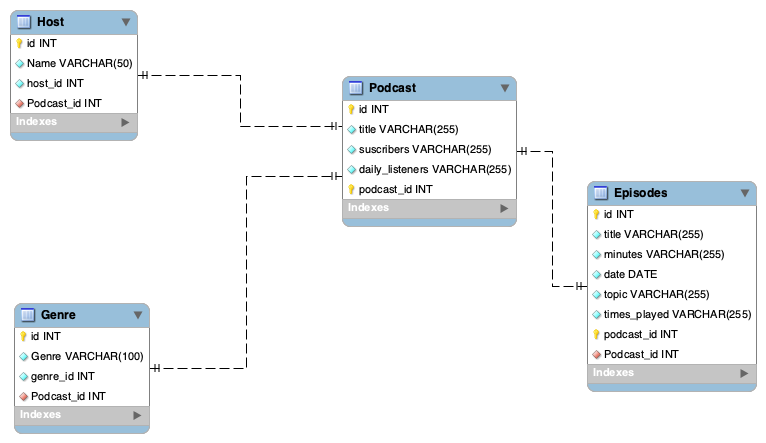 Host
id INT
Name VARCHAR(50)
host_id INT
Podcast_id INT
Indexes
Podcast
id INT
title VARCHAR(255)
suscribers VARCHAR(255)
daily_listeners VARCHAR(255)
podcast_id INT
Indexes
Episodes
id INT
title VARCHAR(255)
minutes VARCHAR(255)
date DATE
topic VARCHAR(255)
times_played VARCHAR(255)
podcast_id INT
Podcast_id INT
Indexes
Genre
id INT
Genre VARCHAR(100)
genre_id INT
Podcast_id INT
Indexes